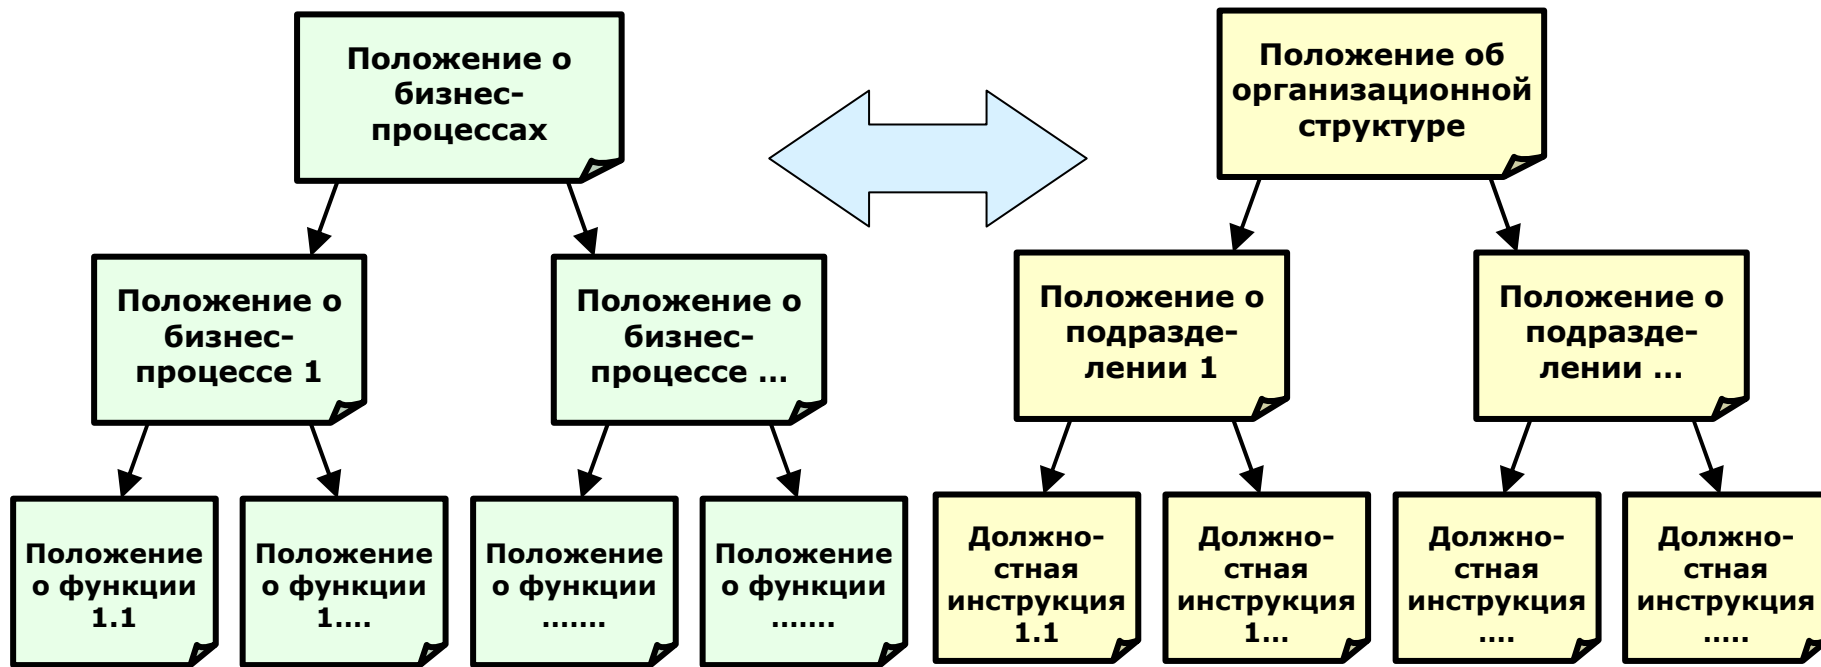 Положение о
бизнес-
процессах
Положение об
организационной
структуре
Положение о
бизнес-
процессе 1
Положение о
бизнес-
процессе ...
Положение о
подразде-
лении 1
Положение о
подразде-
лении ...
Положение
о функции
1.1
Положение
о функции
1....
Положение
о функции
.......
Положение
о функции
.......
Должно-
стная
инструкция
1.1
Должно-
стная
инструкция
1...
Должно-
стная
инструкция
....
Должно-
стная
инструкция
.....